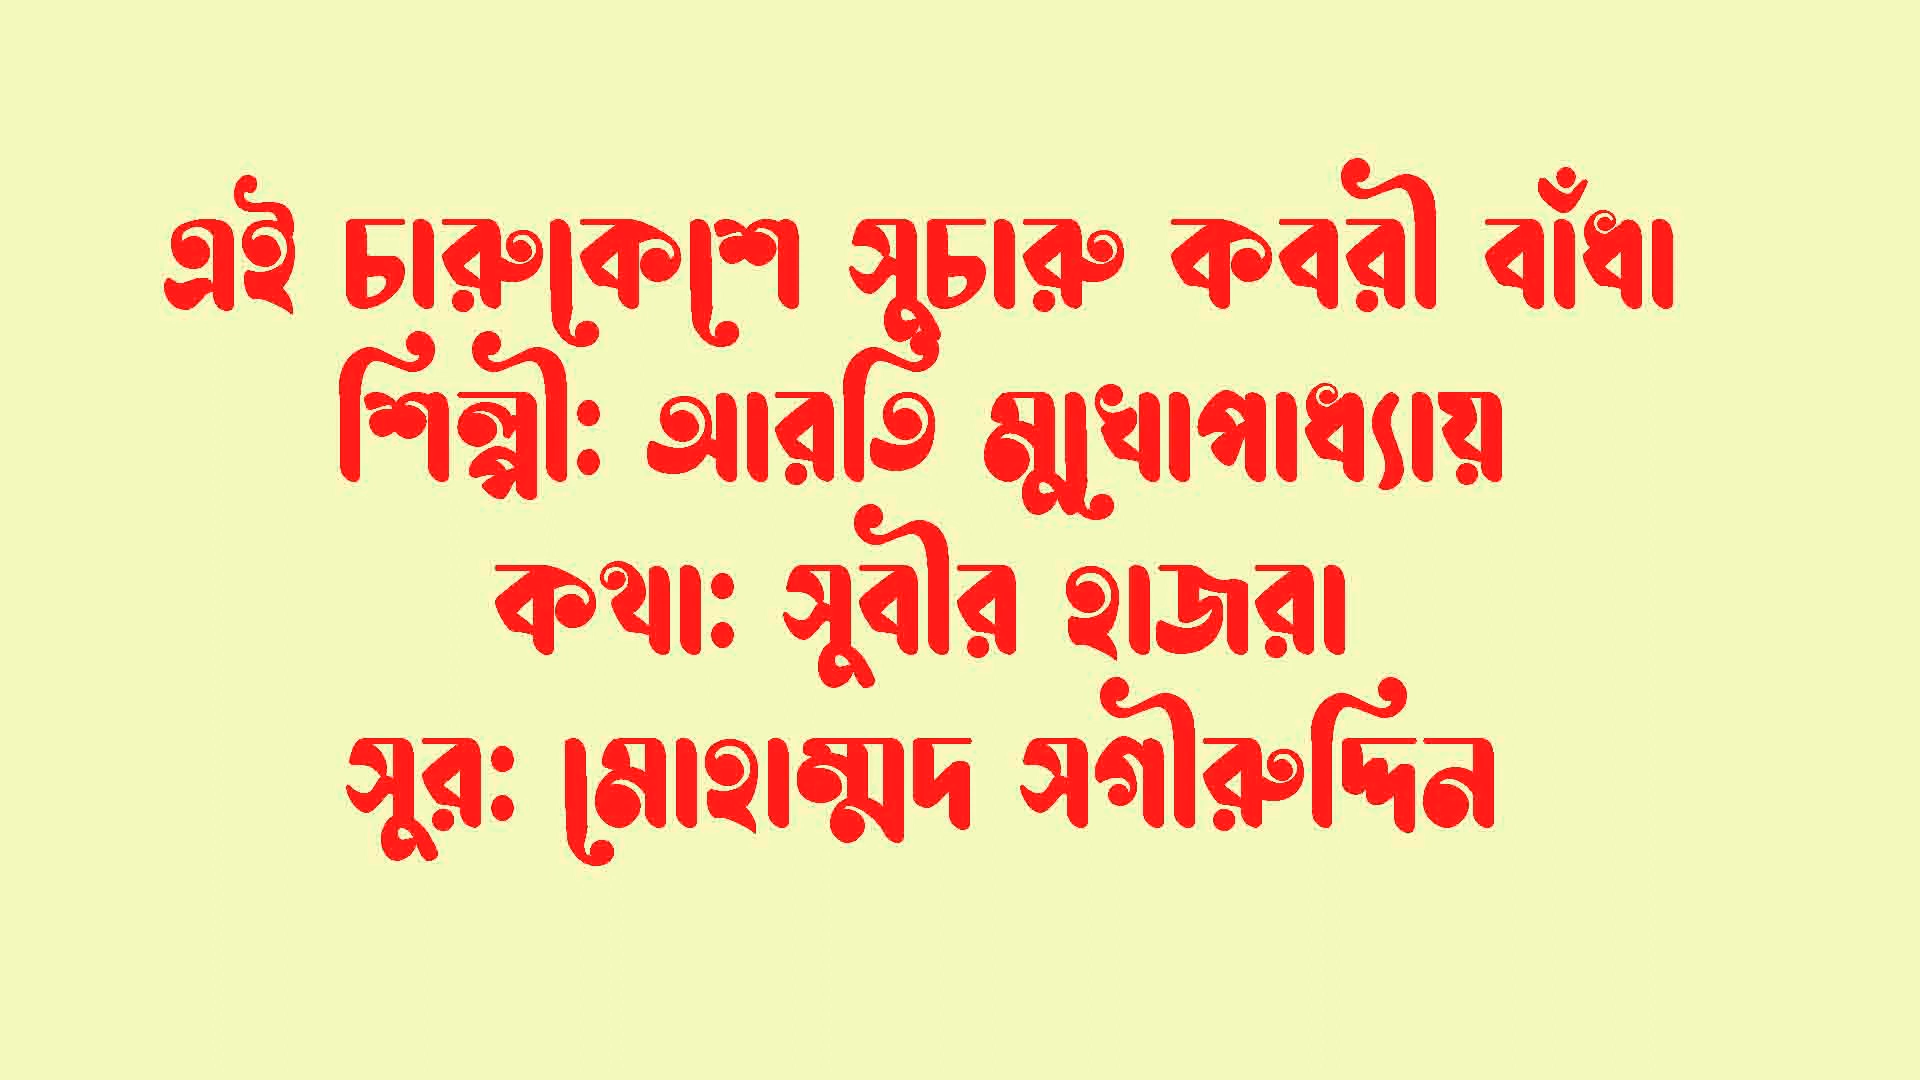 এই চারুকেশে সুচারু কবরী বাঁধা
শিল্পী: আরতি মুখোপাধ্যায়
কথা: সুবীর হাজরা
সুর: মোহাম্মদ সগীরুদ্দিন